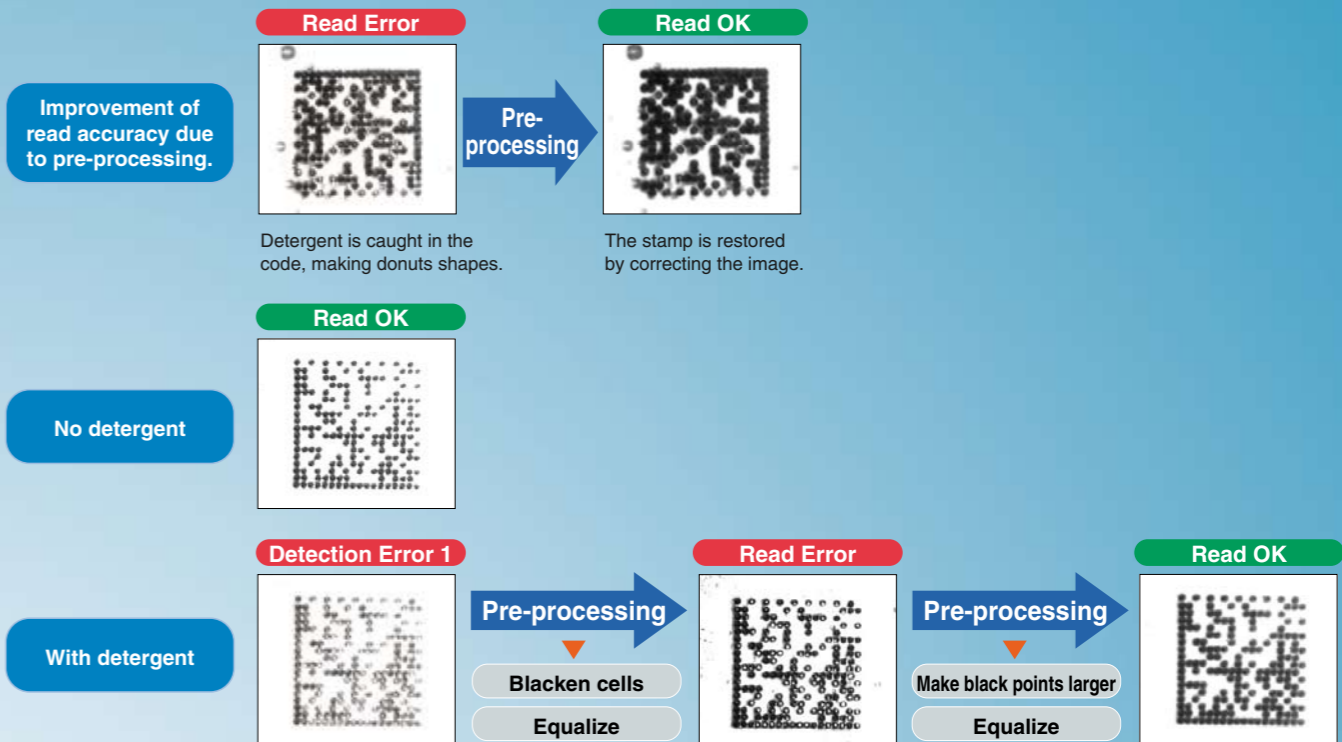 Read Error
Read OK
Improvement of
read accuracy due
to pre-processing.
Pre-
processing
Detergent is caught in the
code, making donuts shapes.
The stamp is restored
by correcting the image.
Read OK
No detergent
Detection Error 1
Read Error
Read OK
With detergent
Pre-processing
Blacken cells
Equalize
Pre-processing
Make black points larger
Equalize